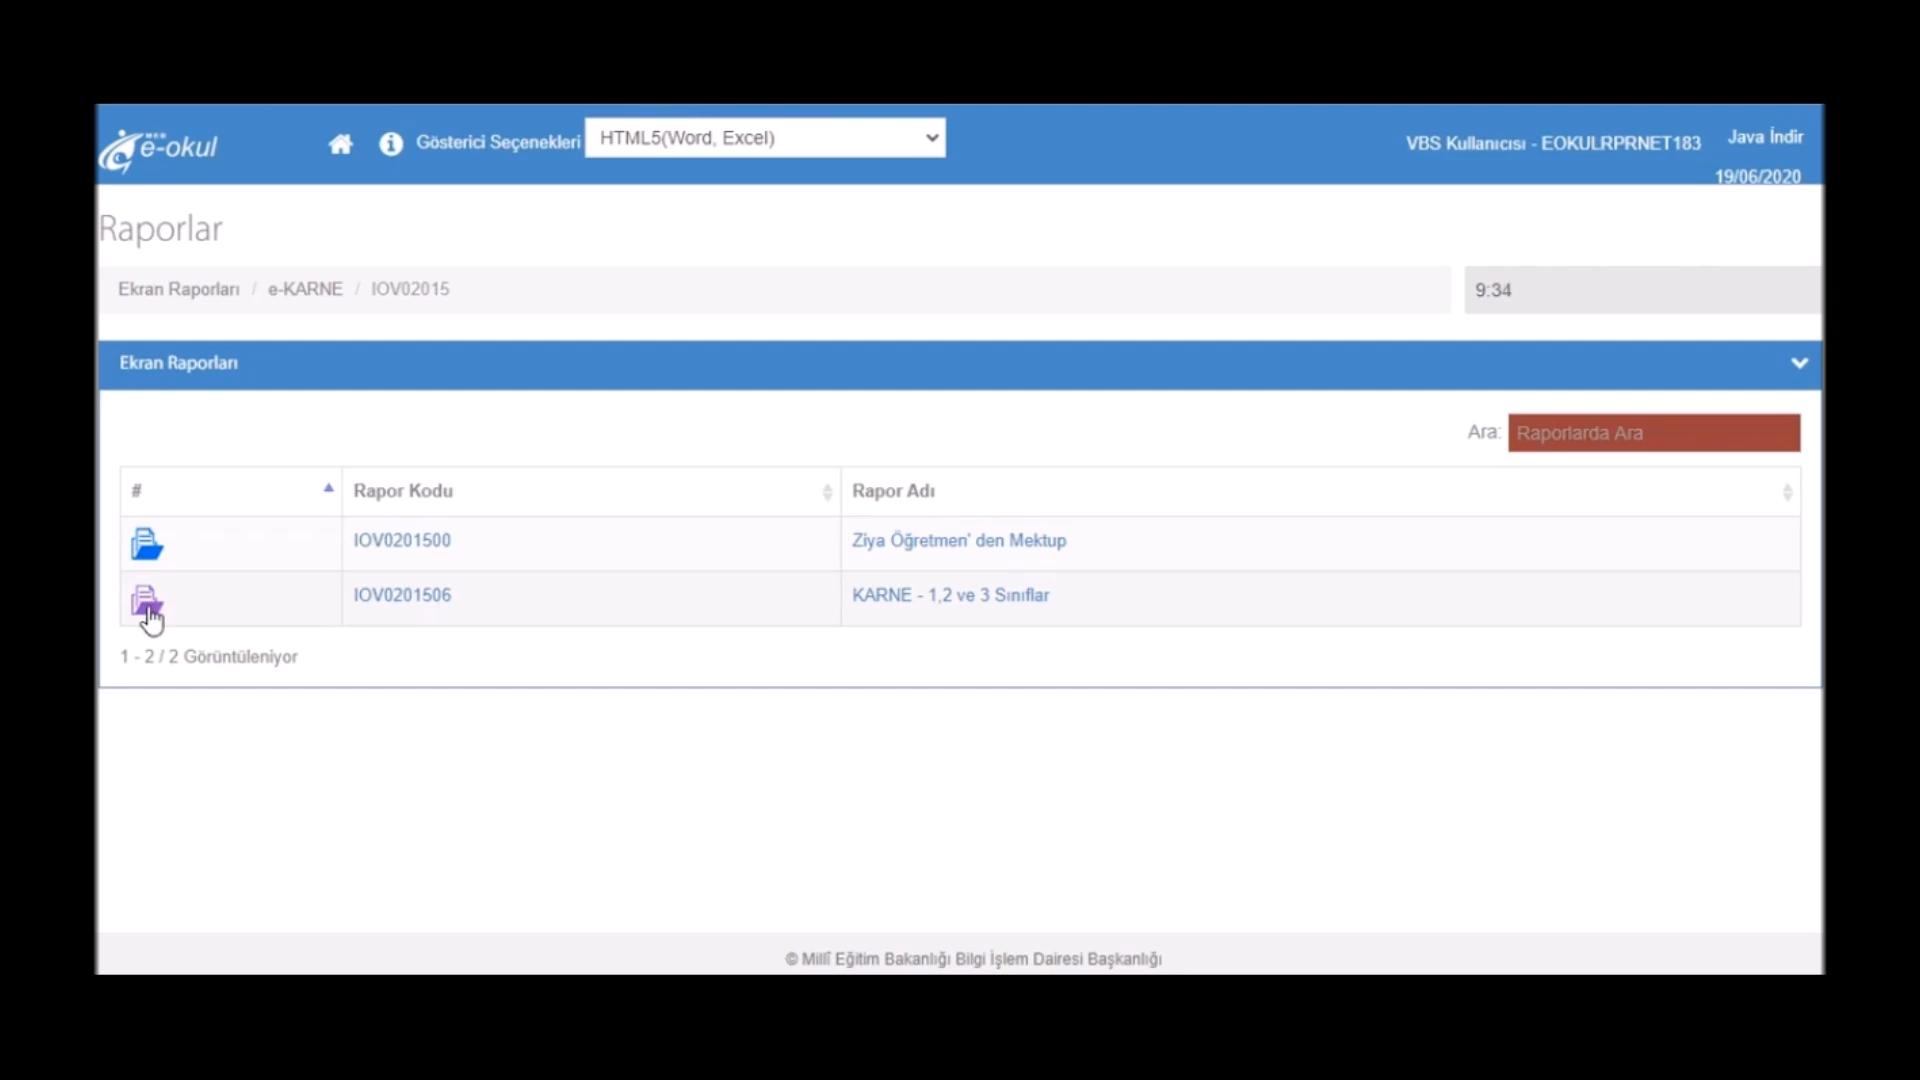 MEB
e-okul
Gösterici Seçenekleri
HTML5(Word, Excel)
VBS Kullanıcısı - EOKULRPRNET183
Java İndir
19/06/2020
Raporlar
Ekran Raporları / e-KARNE / IOV02015
9:34
Ekran Raporları
Ara: Raporlarda Ara
# Rapor Kodu Rapor Adı
IOV0201500 Ziya Öğretmen' den Mektup
IOV0201506 KARNE - 1,2 ve 3 Sınıflar
1 - 2 / 2 Görüntüleniyor
© Millî Eğitim Bakanlığı Bilgi İşlem Dairesi Başkanlığı